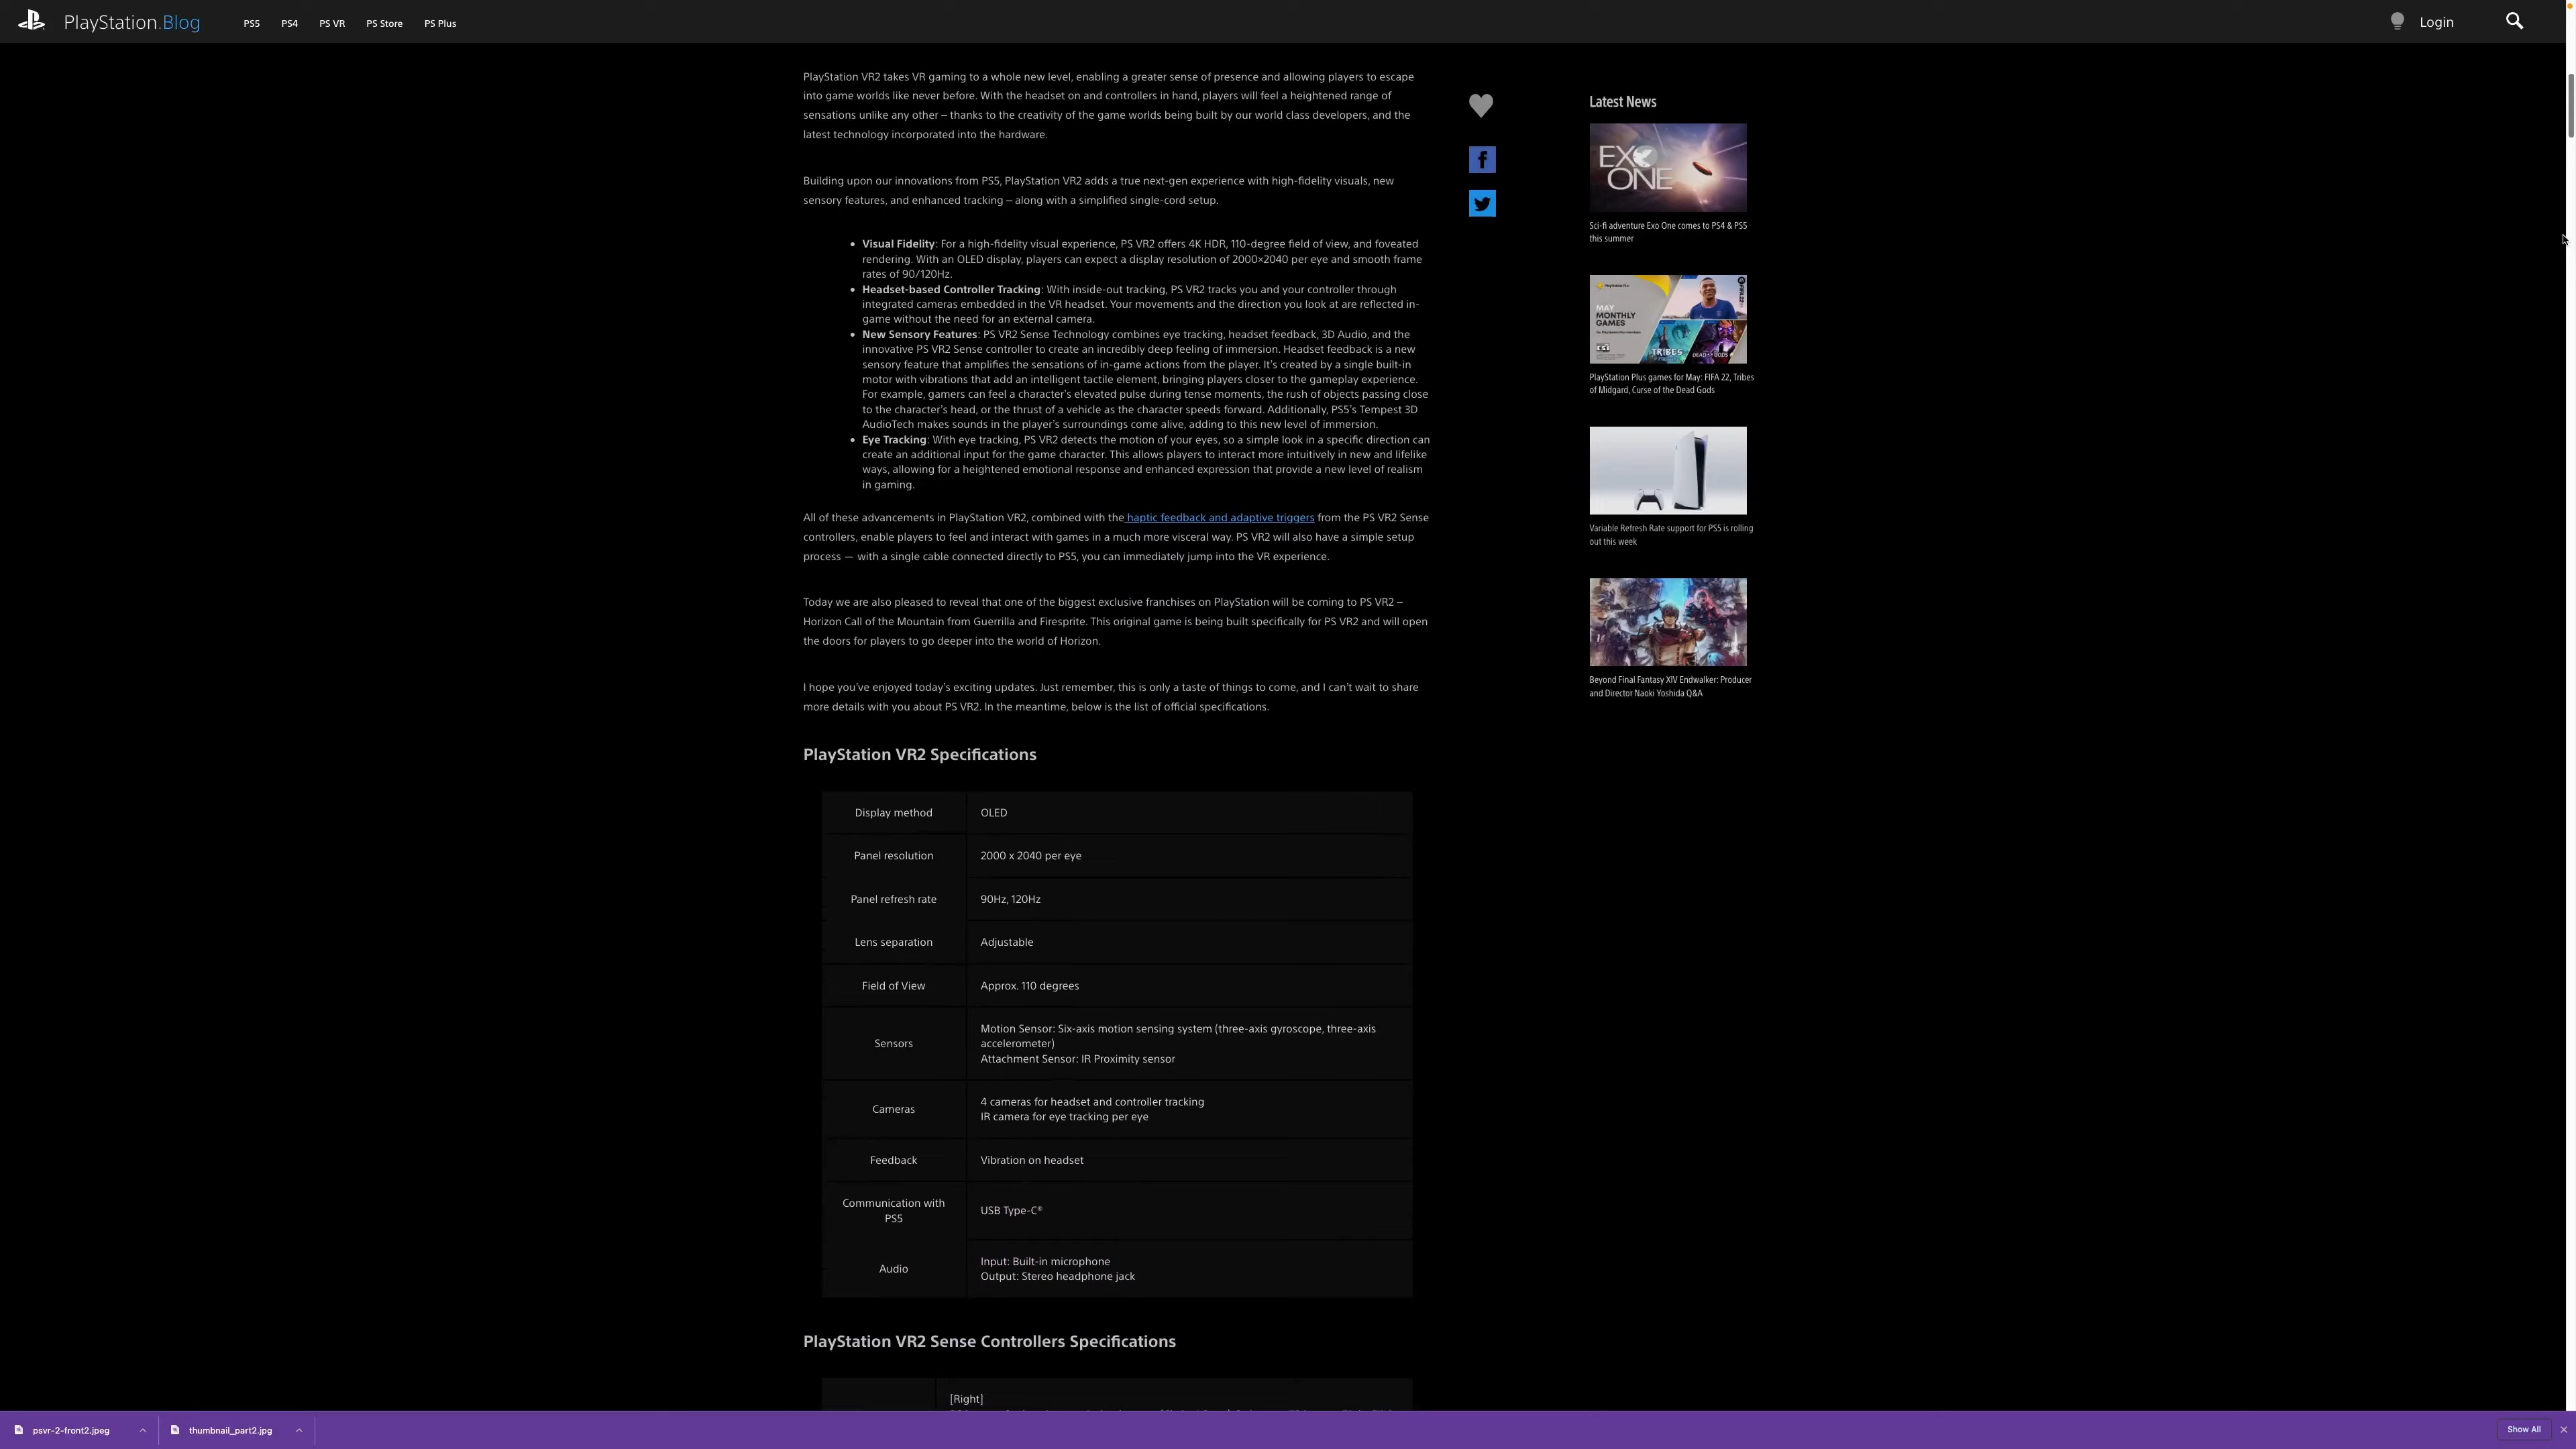 PlayStation.Blog
PS5
PS4
PS VR
PS Store
PS Plus
Login
PlayStation VR2 takes VR gaming to a whole new level, enabling a greater sense of presence and allowing players to escape
into game worlds like never before. With the headset on and controllers in hand, players will feel a heightened range of
sensations unlike any other – thanks to the creativity of the game worlds being built by our world class developers, and the
latest technology incorporated into the hardware.
Building upon our innovations from PS5, PlayStation VR2 adds a true next-gen experience with high-fidelity visuals, new
sensory features, and enhanced tracking – along with a simplified single-cord setup.
• Visual Fidelity: For a high-fidelity visual experience, PS VR2 offers 4K HDR, 110-degree field of view, and foveated
rendering. With an OLED display, players can expect a display resolution of 2000×2040 per eye and smooth frame
rates of 90/120Hz.
• Headset-based Controller Tracking: With inside-out tracking, PS VR2 tracks you and your controller through
integrated cameras embedded in the VR headset. Your movements and the direction you look at are reflected in-
game without the need for an external camera.
• New Sensory Features: PS VR2 Sense Technology combines eye tracking, headset feedback, 3D Audio, and the
innovative PS VR2 Sense controller to create an incredibly deep feeling of immersion. Headset feedback is a new
sensory feature that amplifies the sensations of in-game actions from the player. It’s created by a single built-in
motor with vibrations that add an intelligent tactile element, bringing players closer to the gameplay experience.
For example, gamers can feel a character’s elevated pulse during tense moments, the rush of objects passing close
to the character’s head, or the thrust of a vehicle as the character speeds forward. Additionally, PS5’s Tempest 3D
AudioTech makes sounds in the player’s surroundings come alive, adding to this new level of immersion.
• Eye Tracking: With eye tracking, PS VR2 detects the motion of your eyes, so a simple look in a specific direction can
create an additional input for the game character. This allows players to interact more intuitively in new and lifelike
ways, allowing for a heightened emotional response and enhanced expression that provide a new level of realism
in gaming.
All of these advancements in PlayStation VR2, combined with the haptic feedback and adaptive triggers from the PS VR2 Sense
controllers, enable players to feel and interact with games in a much more visceral way. PS VR2 will also have a simple setup
process — with a single cable connected directly to PS5, you can immediately jump into the VR experience.
Today we are also pleased to reveal that one of the biggest exclusive franchises on PlayStation will be coming to PS VR2 –
Horizon Call of the Mountain from Guerrilla and Firesprite. This original game is being built specifically for PS VR2 and will open
the doors for players to go deeper into the world of Horizon.
I hope you’ve enjoyed today’s exciting updates. Just remember, this is only a taste of things to come, and I can’t wait to share
more details with you about PS VR2. In the meantime, below is the list of official specifications.
PlayStation VR2 Specifications
Display method OLED
Panel resolution 2000 x 2040 per eye
Panel refresh rate 90Hz, 120Hz
Lens separation Adjustable
Field of View Approx. 110 degrees
Sensors
Motion Sensor: Six-axis motion sensing system (three-axis gyroscope, three-axis
accelerometer)
Attachment Sensor: IR Proximity sensor
Cameras
4 cameras for headset and controller tracking
IR camera for eye tracking per eye
Feedback Vibration on headset
Communication with
PS5
USB Type-C®
Audio
Input: Built-in microphone
Output: Stereo headphone jack
PlayStation VR2 Sense Controllers Specifications
[Right]
Latest News
EXO
ONE
Sci-fi adventure Exo One comes to PS4 & PS5
this summer
PlayStation Plus
MAY
MONTHLY
GAMES
FIFA 22
TRIBES
DEAD GODS
PlayStation Plus games for May: FIFA 22, Tribes
of Midgard, Curse of the Dead Gods
Variable Refresh Rate support for PS5 is rolling
out this week
Beyond Final Fantasy XIV Endwalker: Producer
and Director Naoki Yoshida Q&A
psvr-2-front2.jpeg
thumbnail_part2.jpg
Show All